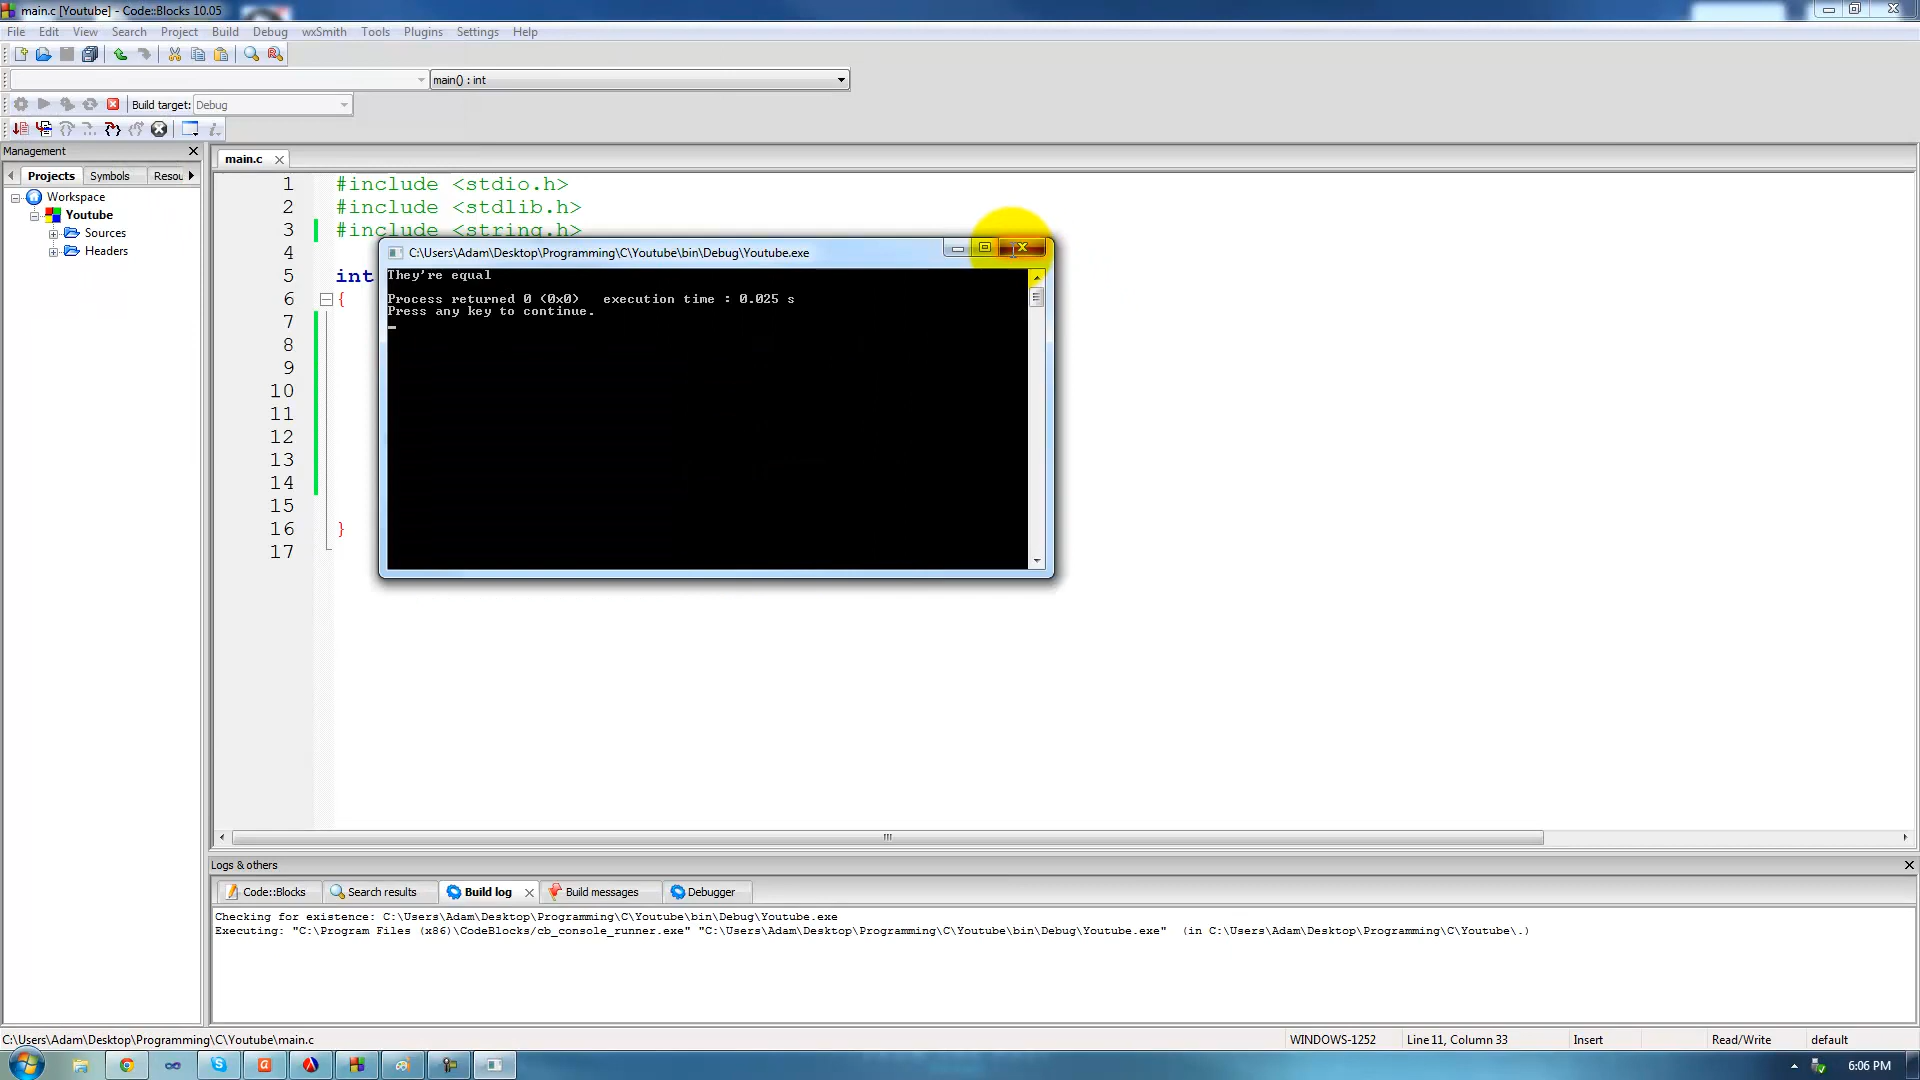 main.c [Youtube] - Code::Blocks 10.05
File Edit View Search Project Build Debug wxSmith Tools Plugins Settings Help
main() : int
Build target: Debug
Management
Projects Symbols Resou
Workspace
Youtube
Sources
Headers
main.c
1 #include <stdio.h>
2 #include <stdlib.h>
3 #include <string.h>
4
5 int
6 {
7
8
9
10
11
12
13
14
15
16 }
17
C:\Users\Adam\Desktop\Programming\C\Youtube\bin\Debug\Youtube.exe
They're equal
Process returned 0 (0x0)   execution time : 0.025 s
Press any key to continue.
Logs & others
Code::Blocks Search results Build log Build messages Debugger
Checking for existence: C:\Users\Adam\Desktop\Programming\C\Youtube\bin\Debug\Youtube.exe
Executing: "C:\Program Files (x86)\CodeBlocks/cb_console_runner.exe" "C:\Users\Adam\Desktop\Programming\C\Youtube\bin\Debug\Youtube.exe"  (in C:\Users\Adam\Desktop\Programming\C\Youtube\.)
C:\Users\Adam\Desktop\Programming\C\Youtube\main.c WINDOWS-1252 Line 11, Column 33 Insert Read/Write default
6:06 PM